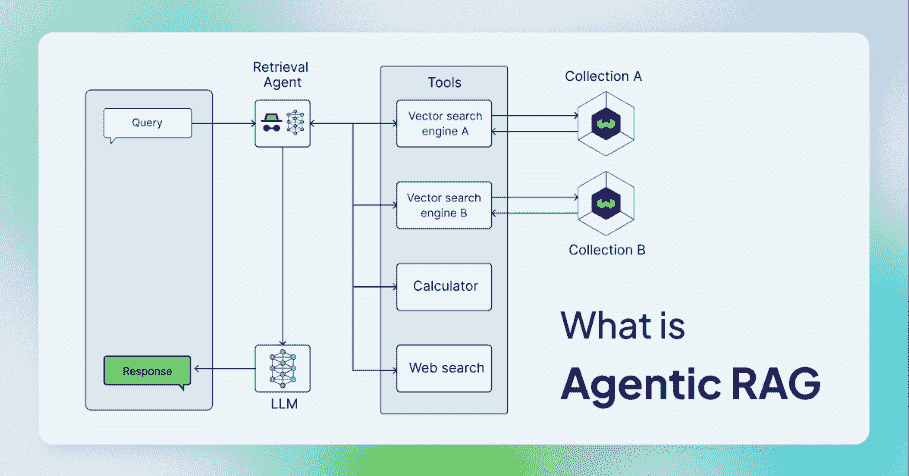 Retrieval
Agent
Query
Response
LLM
Tools
Vector search
engine A
Vector search
engine B
Calculator
Web search
Collection A
Collection B
What is
Agentic RAG